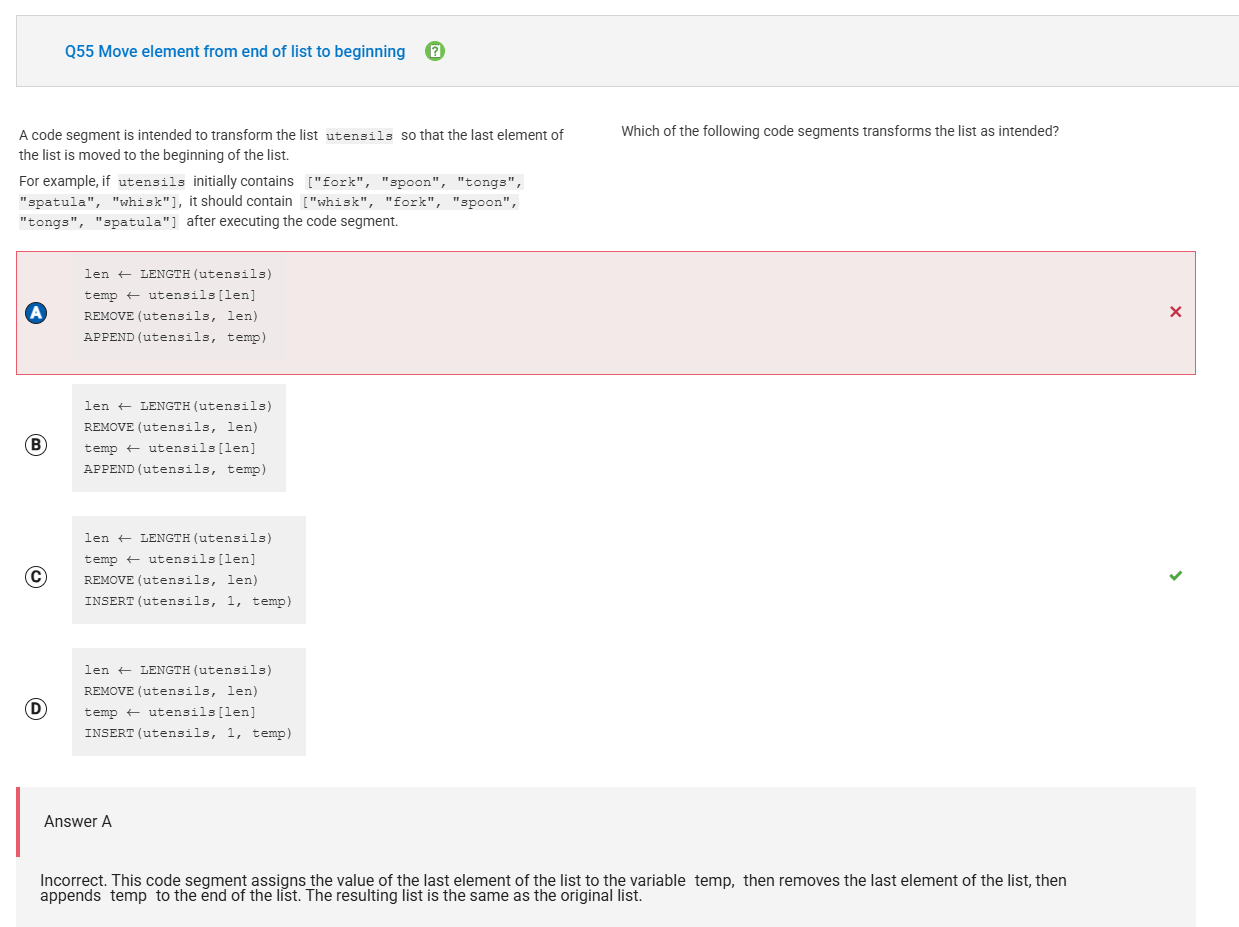 Q55 Move element from end of list to beginning
A code segment is intended to transform the list utensils so that the last element of
the list is moved to the beginning of the list.
For example, if utensils initially contains ["fork", "spoon", "tongs",
"spatula", "whisk"], it should contain ["whisk", "fork", "spoon",
"tongs", "spatula"] after executing the code segment.
Which of the following code segments transforms the list as intended?
A
len ← LENGTH(utensils)
temp ← utensils[len]
REMOVE(utensils, len)
APPEND(utensils, temp)
B
len ← LENGTH(utensils)
REMOVE(utensils, len)
temp ← utensils[len]
APPEND(utensils, temp)
C
len ← LENGTH(utensils)
temp ← utensils[len]
REMOVE(utensils, len)
INSERT(utensils, 1, temp)
D
len ← LENGTH(utensils)
REMOVE(utensils, len)
temp ← utensils[len]
INSERT(utensils, 1, temp)
Answer A
Incorrect. This code segment assigns the value of the last element of the list to the variable temp, then removes the last element of the list, then
appends temp to the end of the list. The resulting list is the same as the original list.